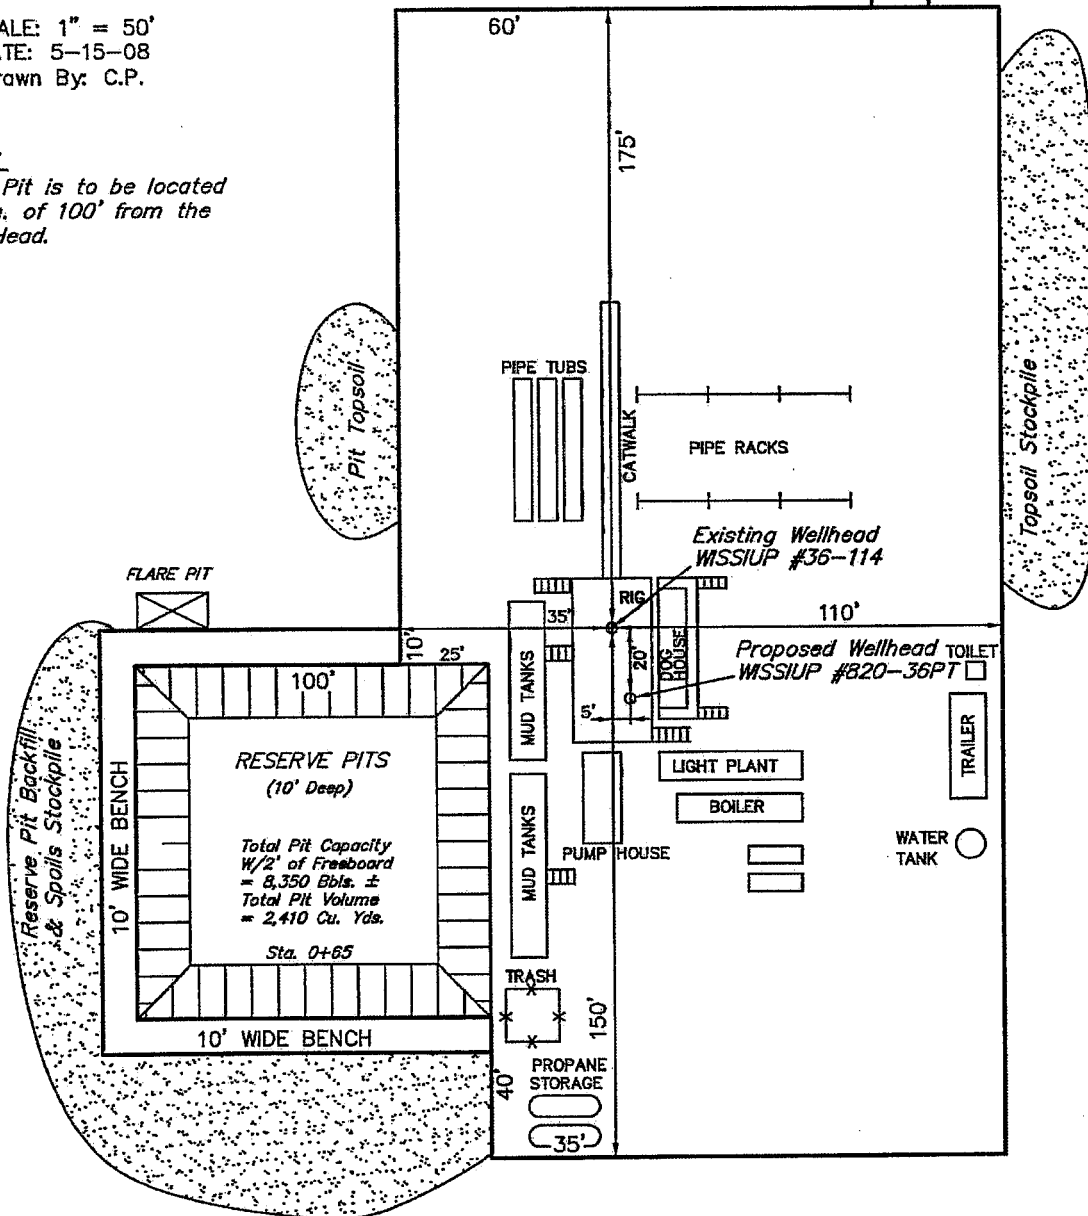 ALE: 1" = 50'
TE: 5-15-08
rawn By: C.P.
Pit is to be located
of 100' from the
Head.
60'
175'
Pit Topsoil
PIPE TUBS
CATWALK
PIPE RACKS
Topsoil Stockpile
Existing Wellhead
WISSIUP #36-114
FLARE PIT
RIG
35'
110'
10'
25'
20'
DOG
HOUSE
Proposed Wellhead
WISSIUP #820-36PT
TOILET
100'
MUD TANKS
5'
TRAILER
RESERVE PITS
(10' Deep)
LIGHT PLANT
BOILER
Reserve Pit Backfill
& Spoils Stockpile
10' WIDE BENCH
Total Pit Capacity
W/2' of Freeboard
= 8,350 Bbls. ±
Total Pit Volume
= 2,410 Cu. Yds.
Sta. 0+65
MUD TANKS
PUMP HOUSE
WATER
TANK
TRASH
150'
10' WIDE BENCH
PROPANE
STORAGE
40'
35'